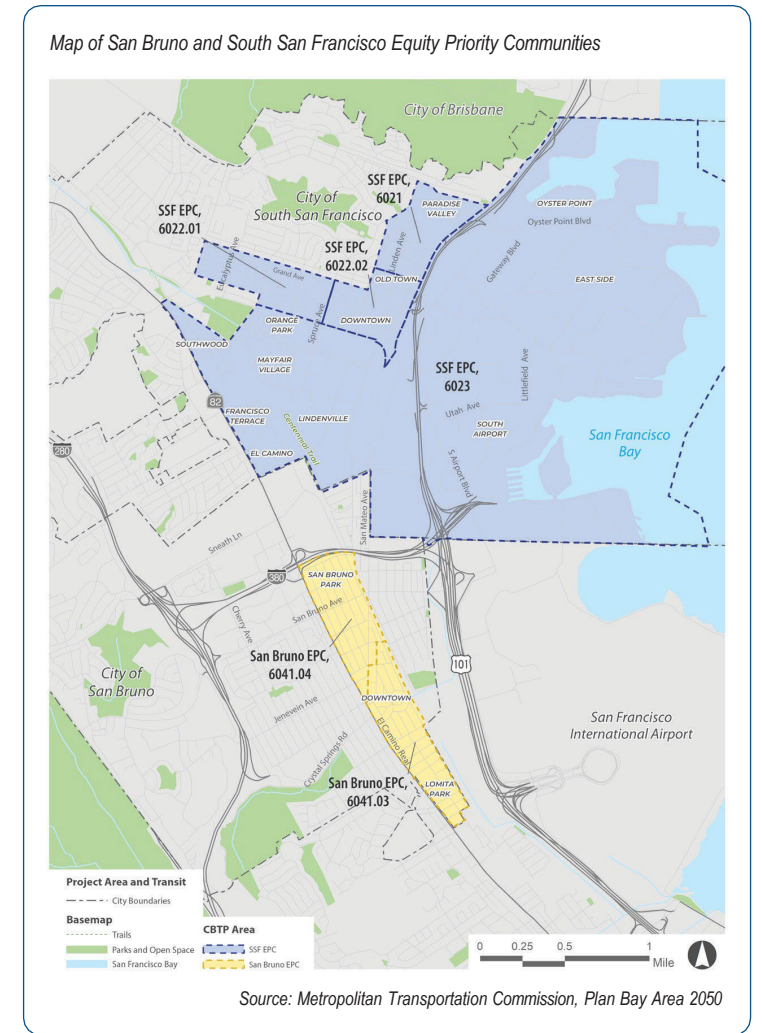 Map of San Bruno and South San Francisco Equity Priority Communities
City of Brisbane
SSF EPC,
6021
City of
South San Francisco
PARADISE
VALLEY
OYSTER POINT
Oyster Point Blvd
SSF EPC,
6022.01
SSF EPC,
6022.02
Eucalyptus Ave
Grand Ave
Linden Ave
Gateway Blvd
OLD TOWN
EAST SIDE
Spruce Ave
ORANGE
PARK
DOWNTOWN
SOUTHWOOD
MAYFAIR
VILLAGE
SSF EPC,
6023
Littlefield Ave
82
FRANCISCO
TERRACE
LINDENVILLE
Centennial Trail
Utah Ave
SOUTH
AIRPORT
San Francisco
Bay
280
EL CAMINO
S Airport Blvd
San Mateo Ave
Sneath Ln
380
SAN BRUNO
PARK
San Bruno Ave
Cherry Ave
San Bruno EPC,
6041.04
101
City of
San Bruno
DOWNTOWN
Jenevein Ave
El Camino Real
San Francisco
International Airport
Crystal Springs Rd
San Bruno EPC,
6041.03
LOMITA
PARK
Project Area and Transit
City Boundaries
Basemap
Trails
Parks and Open Space
San Francisco Bay
CBTP Area
SSF EPC
San Bruno EPC
0 0.25 0.5 1
Mile
Source: Metropolitan Transportation Commission, Plan Bay Area 2050